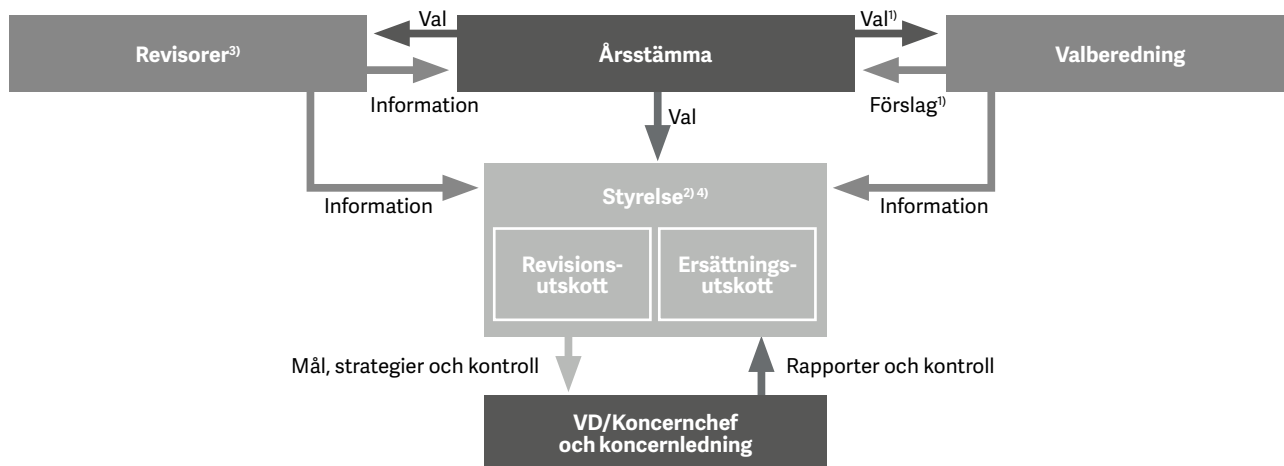 Val
Val¹⁾
Revisorer³⁾
Årsstämma
Valberedning
Information
Förslag¹⁾
Val
Information
Styrelse²⁾ ⁴⁾
Information
Revisions-
utskott
Ersättnings-
utskott
Mål, strategier och kontroll
Rapporter och kontroll
VD/Koncernchef
och koncernledning